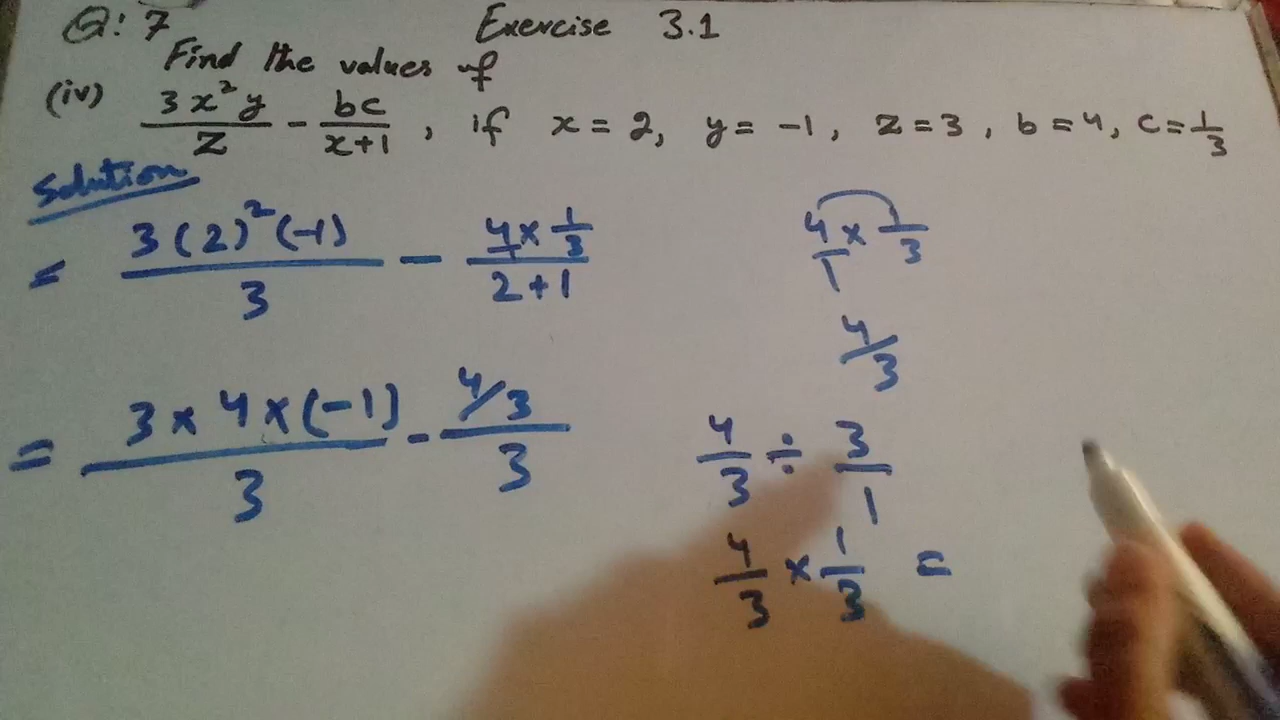 Q: 7 Exercise 3.1
Find the values of
(iv) 3x²y/z - bc/x+1 , if x = 2, y = -1, z = 3, b = 4, c = 1/3
Solution
= 3(2)²(-1)/3 - 4/1 × 1/3 / 2+1
4/1 × 1/3
4/3
= 3 × 4 × (-1)/3 - 4/3 / 3
4/3 ÷ 3/1
4/3 × 1/3 =